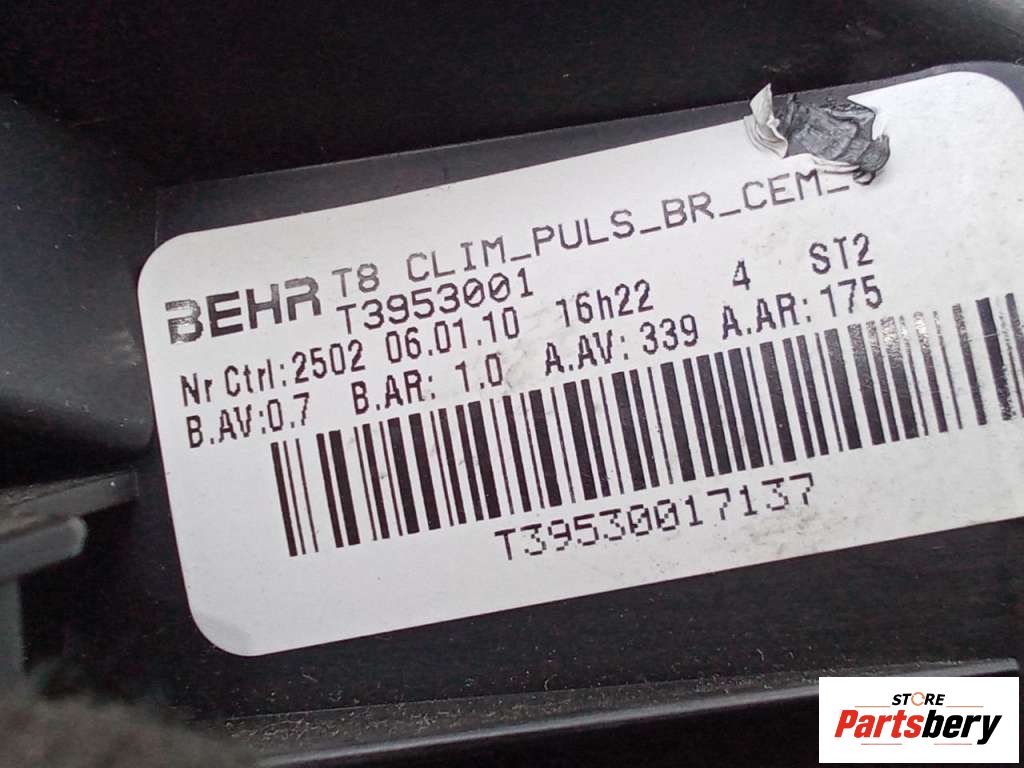 BEHR T8 CLIM_PULS_BR_CEM_
T3953001
Nr Ctrl:2502 06.01.10 16h22 4 ST2
B.AV:0.7 B.AR: 1.0 A.AV: 339 A.AR: 175
T39530017137
STORE
Partsbery